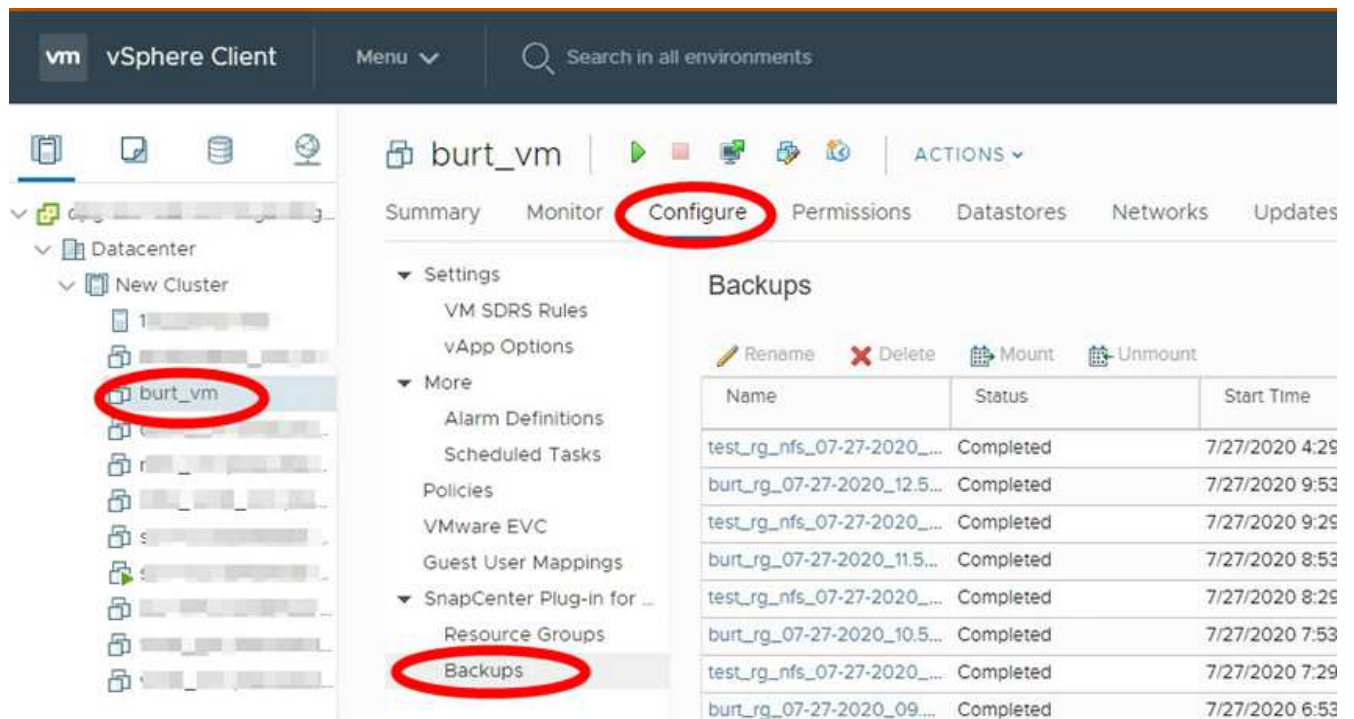 vm vSphere Client Menu Search in all environments
burt_vm ACTIONS
Summary Monitor Configure Permissions Datastores Networks Updates
Datacenter
New Cluster
burt_vm
Settings
VM SDRS Rules
vApp Options
More
Alarm Definitions
Scheduled Tasks
Policies
VMware EVC
Guest User Mappings
SnapCenter Plug-in for ...
Resource Groups
Backups
Backups
Rename Delete Mount Unmount
Name Status Start Time
test_rg_nfs_07-27-2020_... Completed 7/27/2020 4:29
burt_rg_07-27-2020_12.5... Completed 7/27/2020 9:53
test_rg_nfs_07-27-2020_... Completed 7/27/2020 9:29
burt_rg_07-27-2020_11.5... Completed 7/27/2020 8:53
test_rg_nfs_07-27-2020_... Completed 7/27/2020 8:29
burt_rg_07-27-2020_10.5... Completed 7/27/2020 7:53
test_rg_nfs_07-27-2020_... Completed 7/27/2020 7:29
burt_rg_07-27-2020_09.... Completed 7/27/2020 6:53